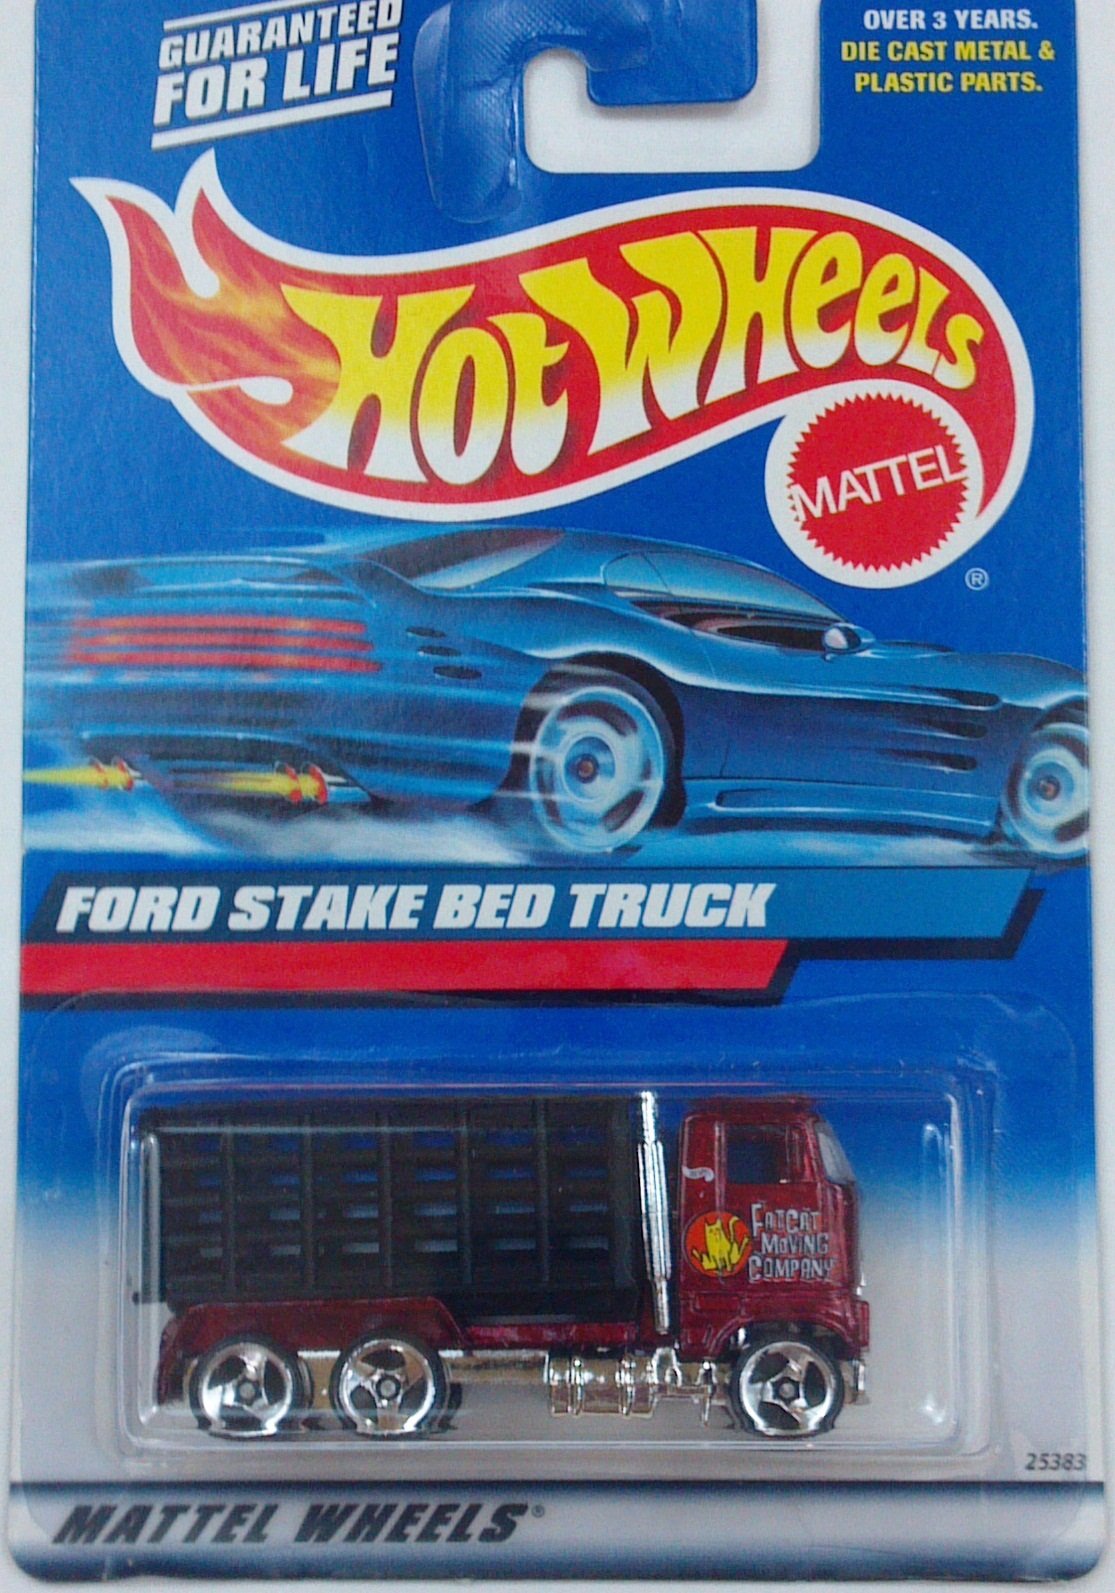 GUARANTEED
FOR LIFE
OVER 3 YEARS.
DIE CAST METAL &
PLASTIC PARTS.
HOT WHEELS
MATTEL
®
FORD STAKE BED TRUCK
FATCAT
MOVING
COMPANY
25383
MATTEL WHEELS®